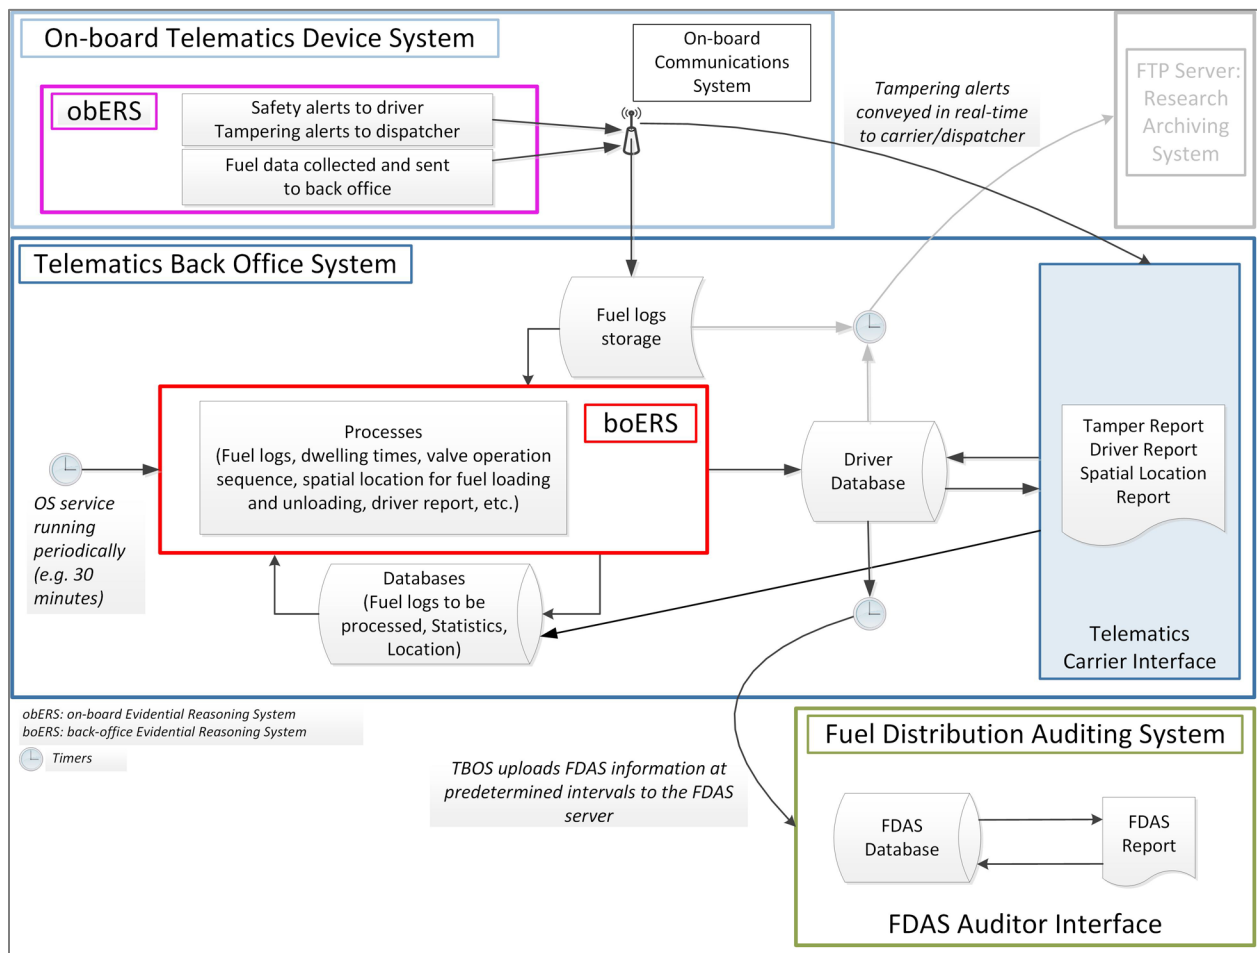 On-board Telematics Device System
On-board
Communications
System
obERS
Safety alerts to driver
Tampering alerts to dispatcher
Fuel data collected and sent
to back office
Tampering alerts
conveyed in real-time
to carrier/dispatcher
FTP Server:
Research
Archiving
System
Telematics Back Office System
Fuel logs
storage
boERS
Processes
(Fuel logs, dwelling times, valve operation
sequence, spatial location for fuel loading
and unloading, driver report, etc.)
OS service
running
periodically
(e.g. 30
minutes)
Driver
Database
Tamper Report
Driver Report
Spatial Location
Report
Databases
(Fuel logs to be
processed, Statistics,
Location)
Telematics
Carrier Interface
obERS: on-board Evidential Reasoning System
boERS: back-office Evidential Reasoning System
Timers
TBOS uploads FDAS information at
predetermined intervals to the FDAS
server
Fuel Distribution Auditing System
FDAS
Database
FDAS
Report
FDAS Auditor Interface